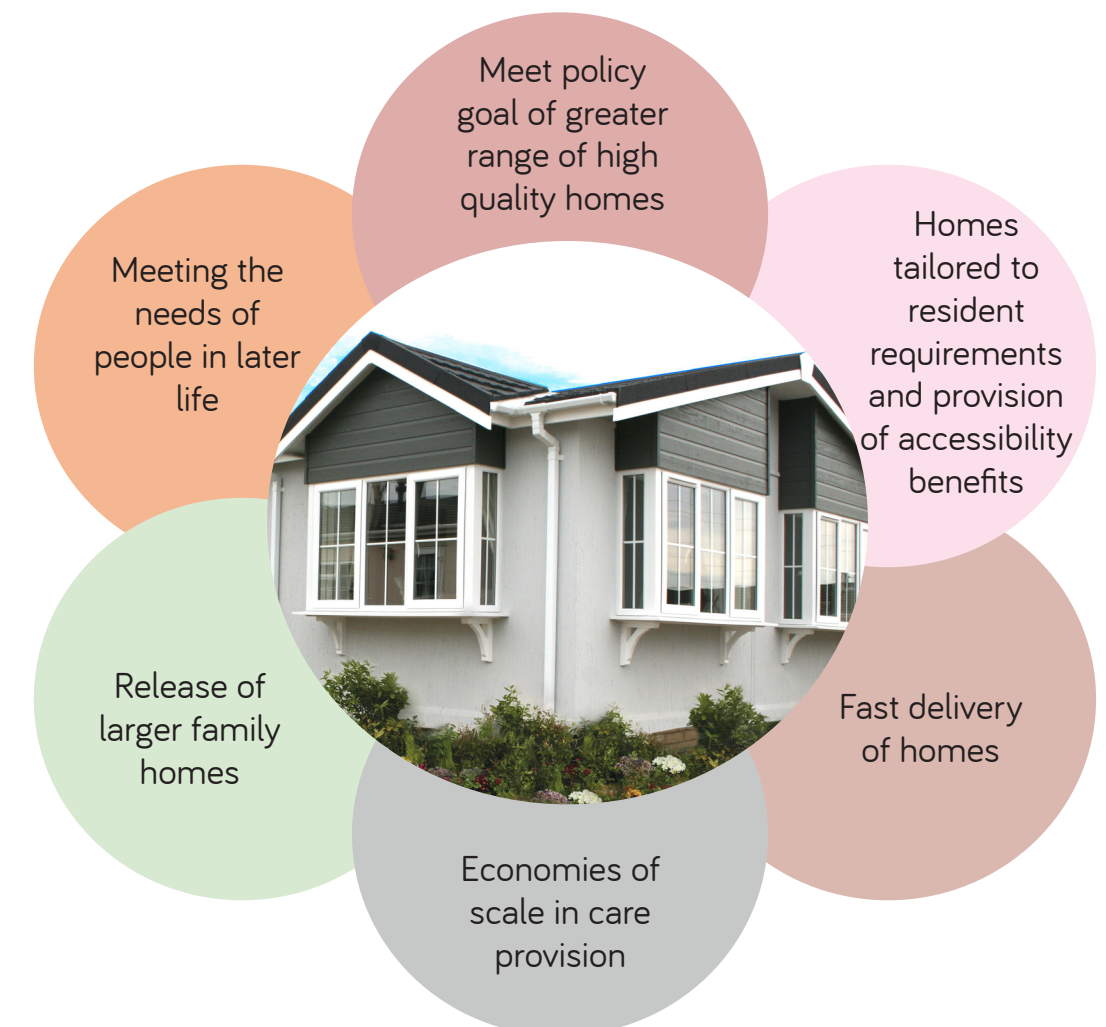 Meet policy
goal of greater
range of high
quality homes
Homes
tailored to
resident
requirements
and provision
of accessibility
benefits
Fast delivery
of homes
Economies of
scale in care
provision
Release of
larger family
homes
Meeting the
needs of
people in later
life